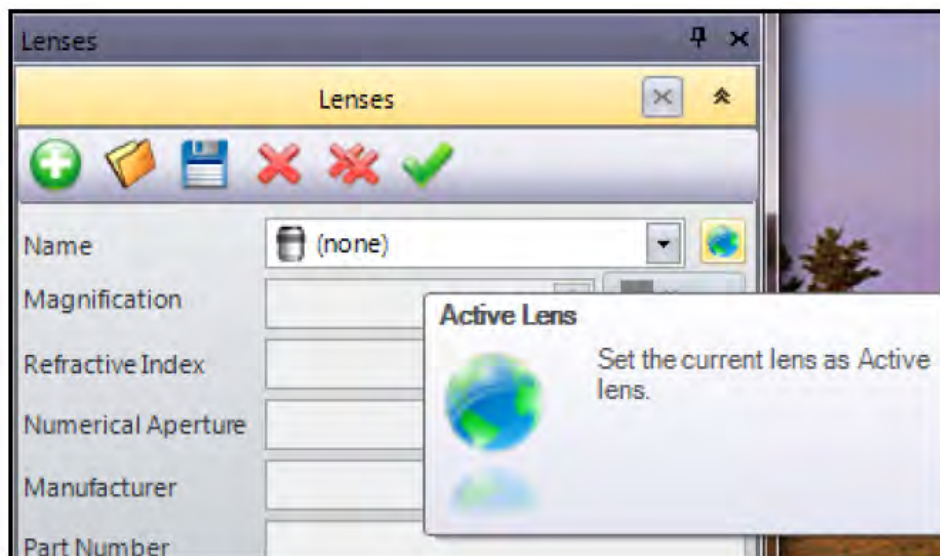 Lenses
Lenses
Name
(none)
Magnification
Active Lens
Set the current lens as Active
lens.
Refractive Index
Numerical Aperture
Manufacturer
Part Number